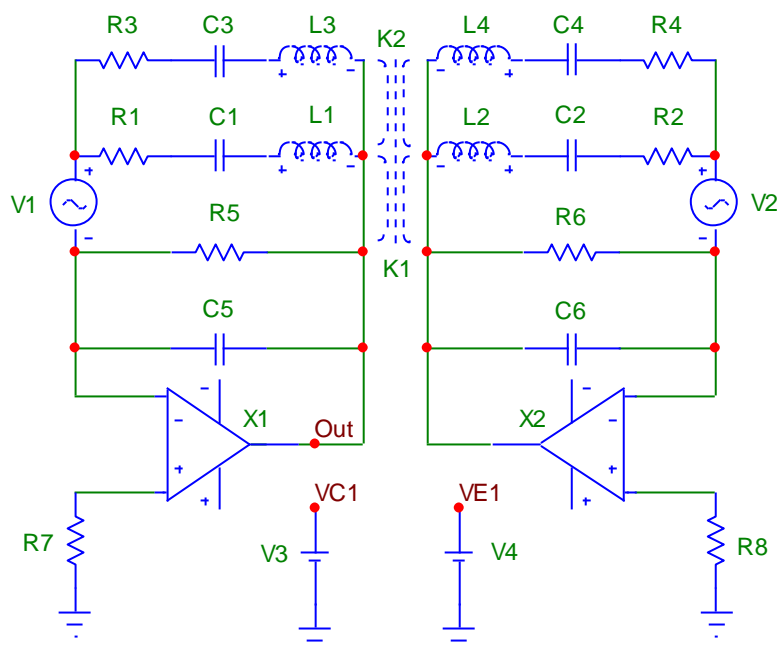 R3 C3 L3 K2 L4 C4 R4
R1 C1 L1 L2 C2 R2
V1 V2
R5 R6
K1
C5 C6
X1 X2
Out
VC1 VE1
R7 V3 V4 R8